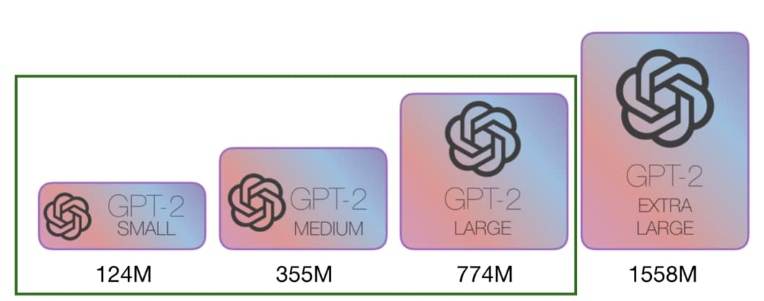 GPT-2
SMALL
124M
GPT-2
MEDIUM
355M
GPT-2
LARGE
774M
GPT-2
EXTRA
LARGE
1558M